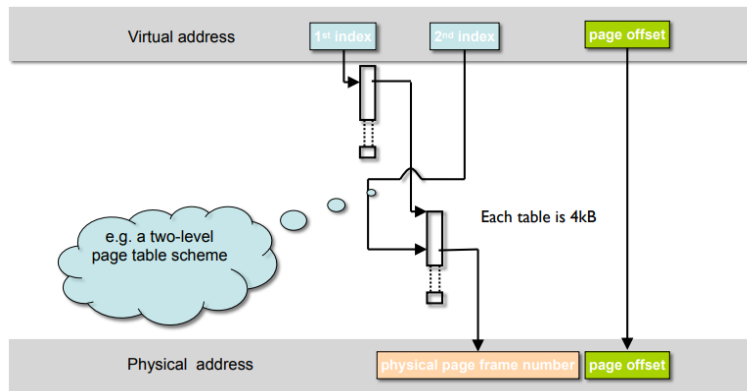 Virtual address
1st index
2nd index
page offset
Each table is 4kB
e.g. a two-level
page table scheme
Physical address
physical page frame number
page offset